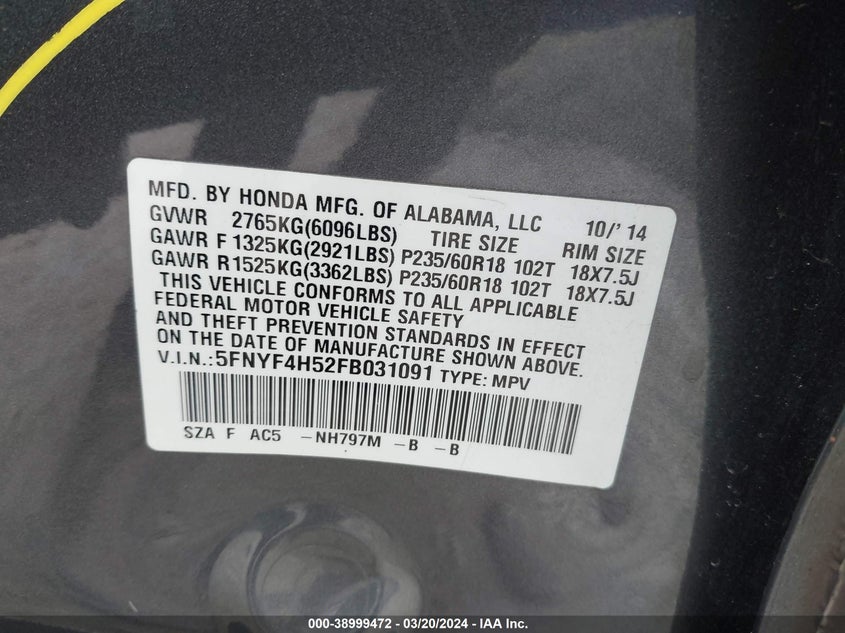 MFD. BY HONDA MFG. OF ALABAMA, LLC 10/' 14
GVWR 2765KG(6096LBS) TIRE SIZE RIM SIZE
GAWR F 1325KG(2921LBS) P235/60R18 102T 18X7.5J
GAWR R1525KG(3362LBS) P235/60R18 102T 18X7.5J
THIS VEHICLE CONFORMS TO ALL APPLICABLE
FEDERAL MOTOR VEHICLE SAFETY
AND THEFT PREVENTION STANDARDS IN EFFECT
ON THE DATE OF MANUFACTURE SHOWN ABOVE.
V.I.N.:5FNYF4H52FB031091 TYPE: MPV
SZA F AC5 -NH797M -B -B
000-38999472 - 03/20/2024 - IAA Inc.